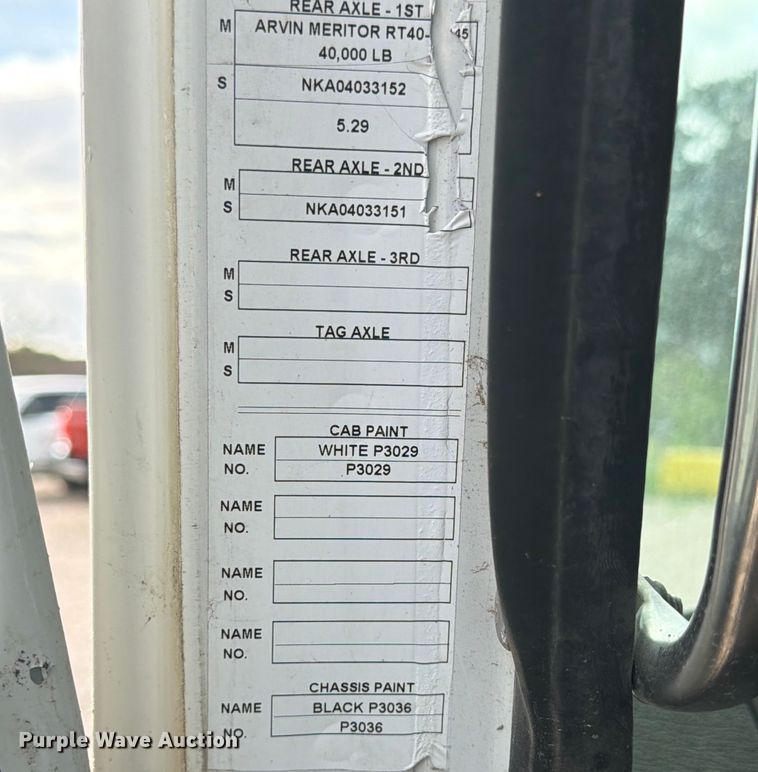 REAR AXLE - 1ST
M ARVIN MERITOR RT40- 45
40,000 LB
S NKA04033152
5.29
REAR AXLE - 2ND
M
S NKA04033151
REAR AXLE - 3RD
M
S
TAG AXLE
M
S
CAB PAINT
NAME WHITE P3029
NO. P3029
NAME
NO.
NAME
NO.
NAME
NO.
CHASSIS PAINT
NAME BLACK P3036
NO. P3036
Purple Wave Auction